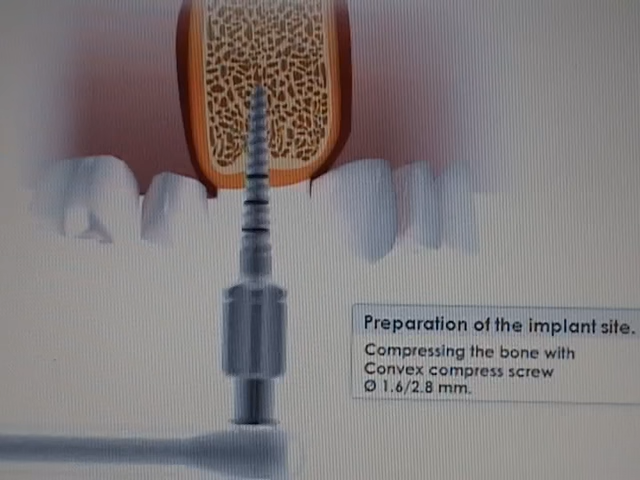 Preparation of the implant site.
Compressing the bone with
Convex compress screw
Ø 1.6/2.8 mm.